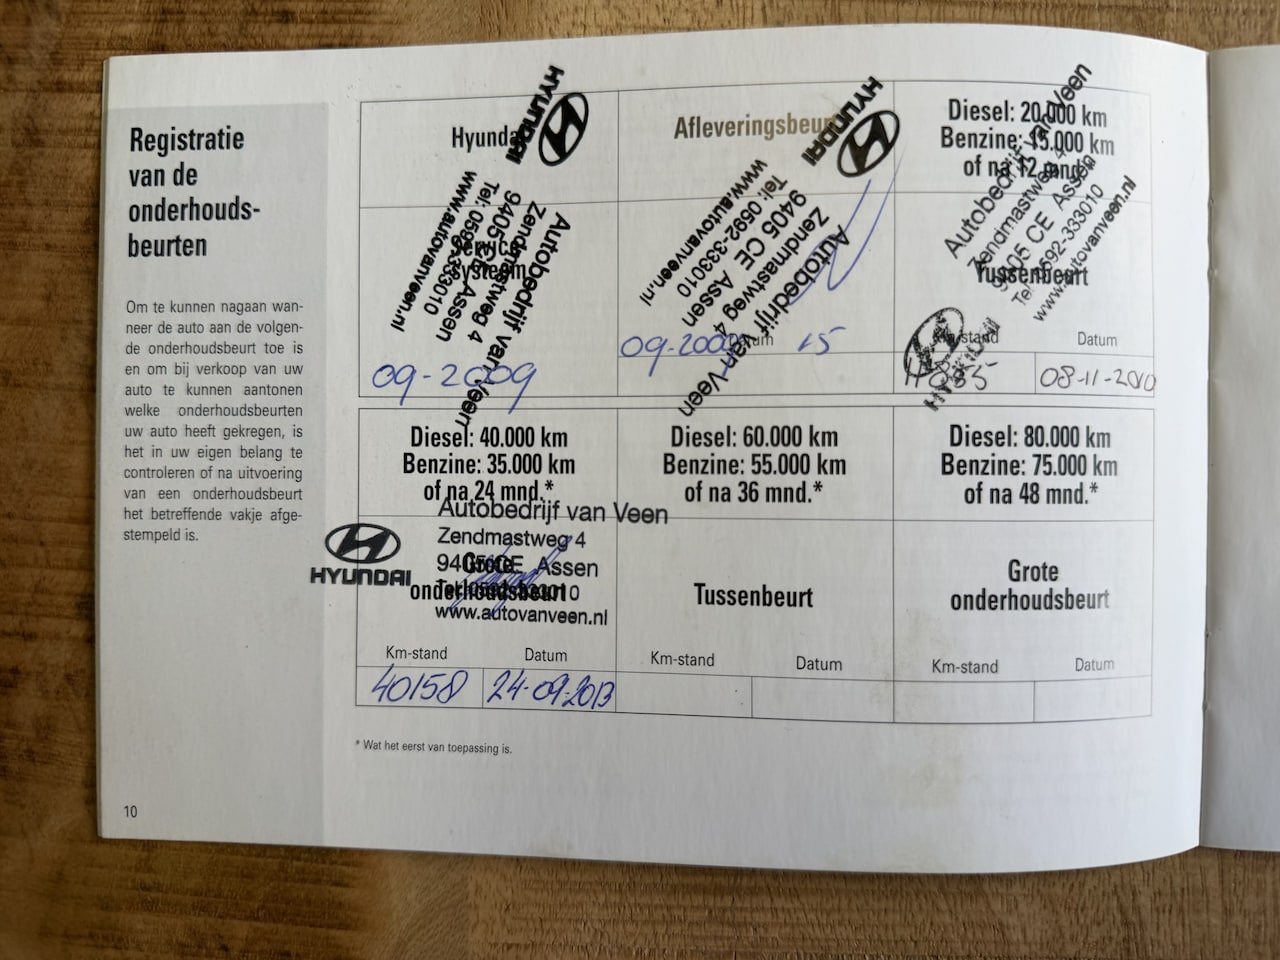 Registratie
van de
onderhouds-
beurten
Om te kunnen nagaan wan-
neer de auto aan de volgen-
de onderhoudsbeurt toe is
en om bij verkoop van uw
auto te kunnen aantonen
welke onderhoudsbeurten
uw auto heeft gekregen, is
het in uw eigen belang te
controleren of na uitvoering
van een onderhoudsbeurt
het betreffende vakje afge-
stempeld is.
10
Hyundai
Service
systeem
HYUNDAI
Autobedrijf van Veen
Zendmastweg 4
9405 CE Assen
Tel: 0592-333010
www.autovanveen.nl
09-2009
Afleveringsbeurt
HYUNDAI
Autobedrijf van Veen
Zendmastweg 4
9405 CE Assen
Tel: 0592-333010
www.autovanveen.nl
Datum
09-2009 15
Diesel: 20.000 km
Benzine: 15.000 km
of na 12 mnd.*
Tussenbeurt
Autobedrijf van Veen
Zendmastweg 4
9405 CE Assen
Tel: 0592-333010
www.autovanveen.nl
HYUNDAI
Km-stand Datum
08-11-2010
Diesel: 40.000 km
Benzine: 35.000 km
of na 24 mnd.*
Grote
onderhoudsbeurt
HYUNDAI
Autobedrijf van Veen
Zendmastweg 4
9405 CE Assen
Tel: 0592-333010
www.autovanveen.nl
Km-stand Datum
40158 24-09-2013
Diesel: 60.000 km
Benzine: 55.000 km
of na 36 mnd.*
Tussenbeurt
Km-stand Datum
Diesel: 80.000 km
Benzine: 75.000 km
of na 48 mnd.*
Grote
onderhoudsbeurt
Km-stand Datum
* Wat het eerst van toepassing is.